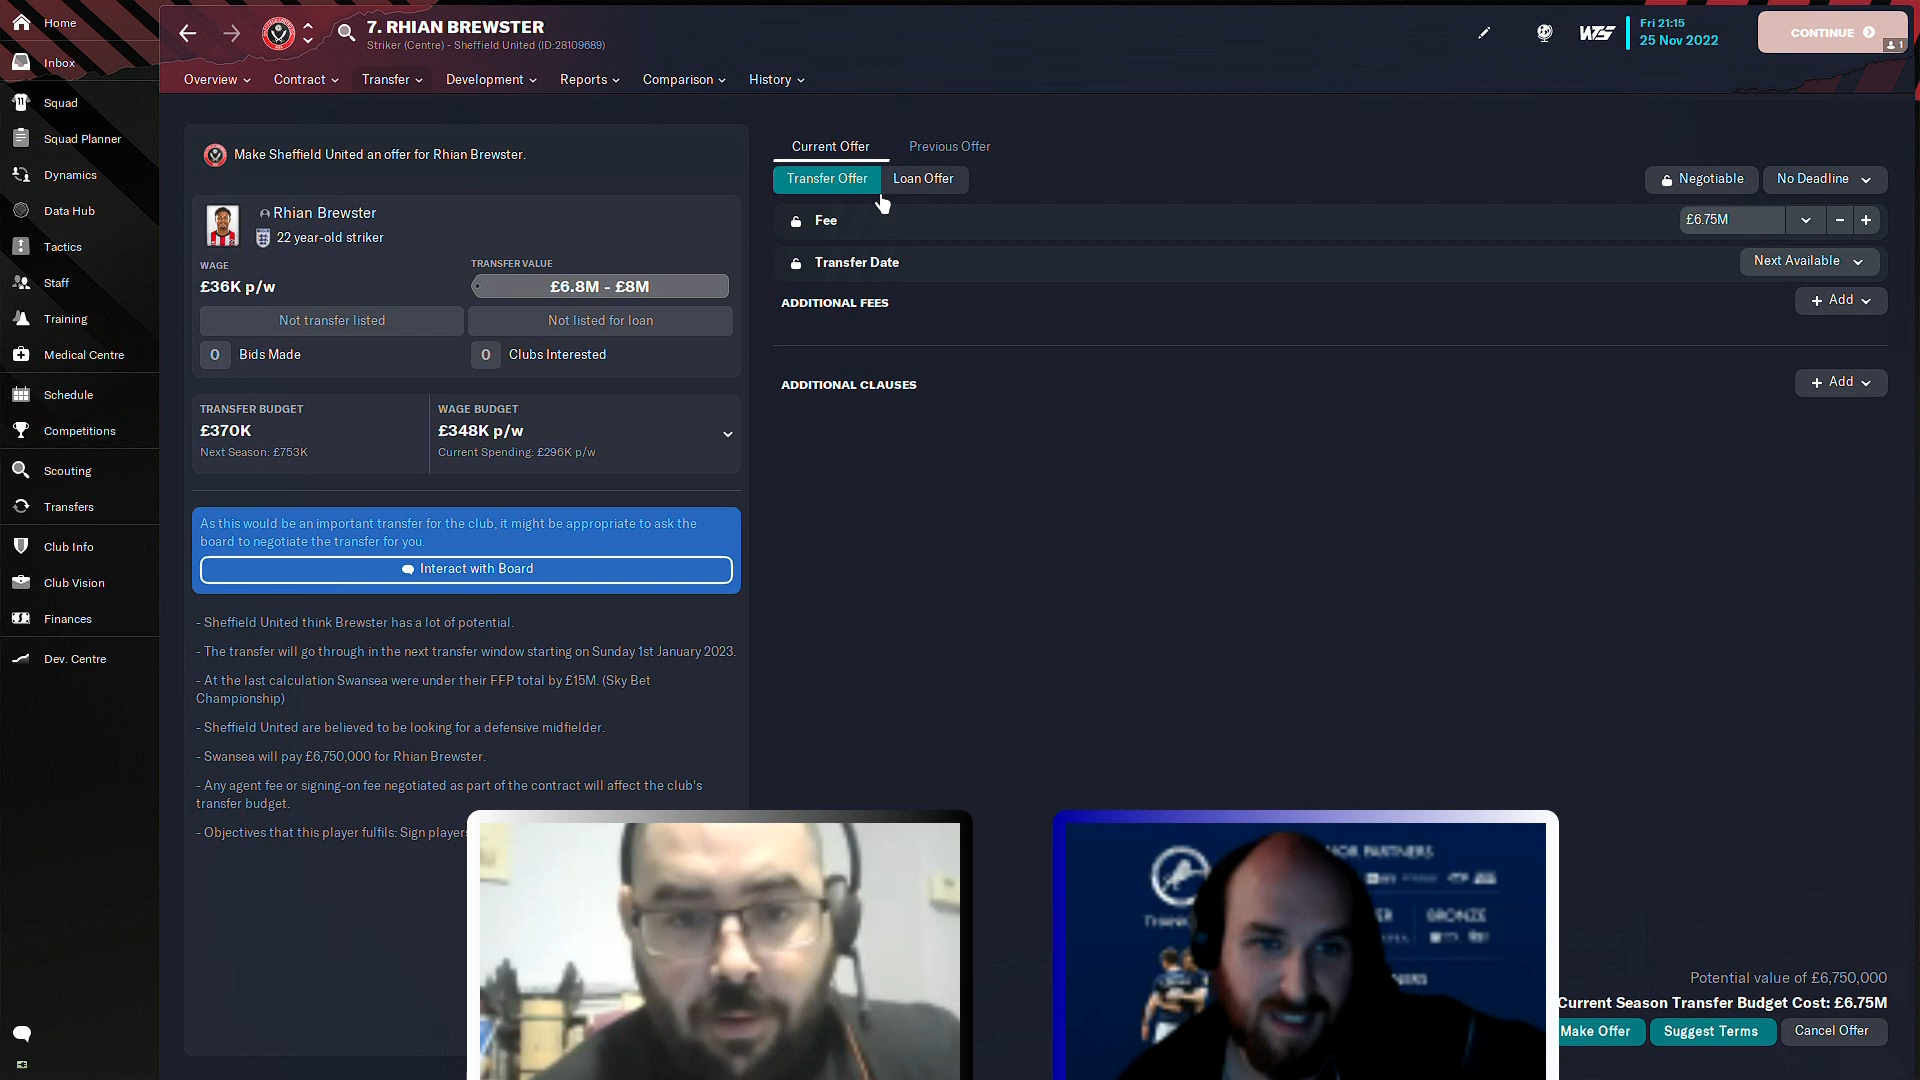 Home
Inbox
Squad
Squad Planner
Dynamics
Data Hub
Tactics
Staff
Training
Medical Centre
Schedule
Competitions
Scouting
Transfers
Club Info
Club Vision
Finances
Dev. Centre
7. RHIAN BREWSTER
Striker (Centre) - Sheffield United (ID:28109689)
Fri 21:15
25 Nov 2022
CONTINUE
1
Overview
Contract
Transfer
Development
Reports
Comparison
History
Make Sheffield United an offer for Rhian Brewster.
Rhian Brewster
22 year-old striker
WAGE
£36K p/w
TRANSFER VALUE
£6.8M - £8M
Not transfer listed
Not listed for loan
0 Bids Made
0 Clubs Interested
TRANSFER BUDGET
£370K
Next Season: £753K
WAGE BUDGET
£348K p/w
Current Spending: £296K p/w
As this would be an important transfer for the club, it might be appropriate to ask the
board to negotiate the transfer for you.
Interact with Board
- Sheffield United think Brewster has a lot of potential.
- The transfer will go through in the next transfer window starting on Sunday 1st January 2023.
- At the last calculation Swansea were under their FFP total by £15M. (Sky Bet
Championship)
- Sheffield United are believed to be looking for a defensive midfielder.
- Swansea will pay £6,750,000 for Rhian Brewster.
- Any agent fee or signing-on fee negotiated as part of the contract will affect the club's
transfer budget.
- Objectives that this player fulfils: Sign players
Current Offer
Previous Offer
Transfer Offer
Loan Offer
Negotiable
No Deadline
Fee
£6.75M
Transfer Date
Next Available
ADDITIONAL FEES
+ Add
ADDITIONAL CLAUSES
+ Add
PARTNERS
BRONZE
Potential value of £6,750,000
Current Season Transfer Budget Cost: £6.75M
Make Offer
Suggest Terms
Cancel Offer